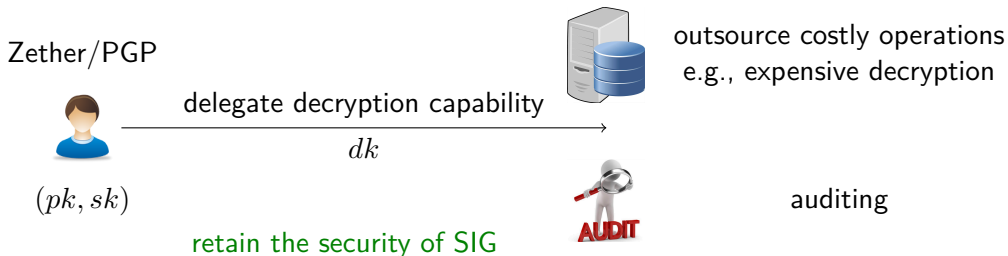 Zether/PGP
outsource costly operations
e.g., expensive decryption
delegate decryption capability
dk
(pk, sk)
AUDIT
auditing
retain the security of SIG